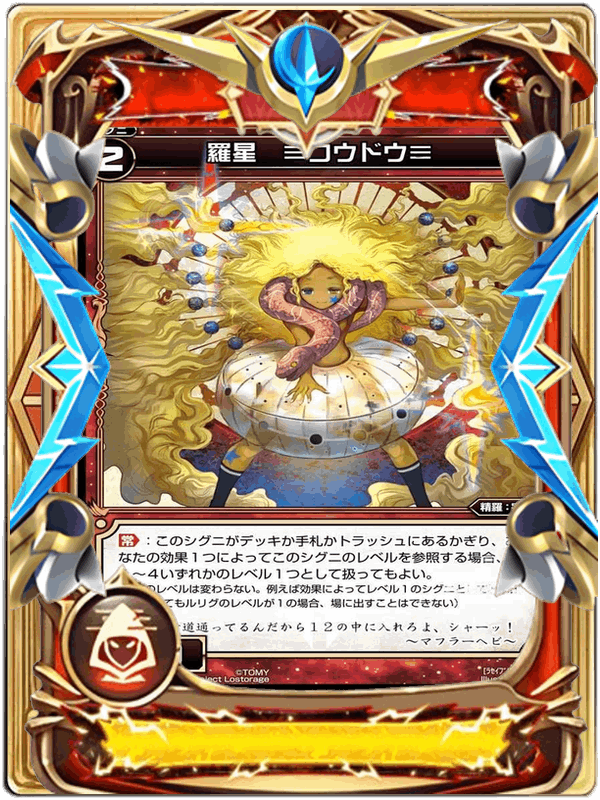 グニ
2
羅星　≡コウドウ≡
精羅：
常：このシグニがデッキか手札かトラッシュにあるかぎり、
なたの効果１つによってこのシグニのレベルを参照する場合、
～４いずれかのレベル１つとして扱ってもよい。
のレベルは変わらない。例えば効果によってレベル１のシグニと
てもルリグのレベルが１の場合、場に出すことはできない）
道通ってるんだから１２の中に入れろよ、シャーッ！
～マフラーヘビ～
©TOMY
ject Lostorage